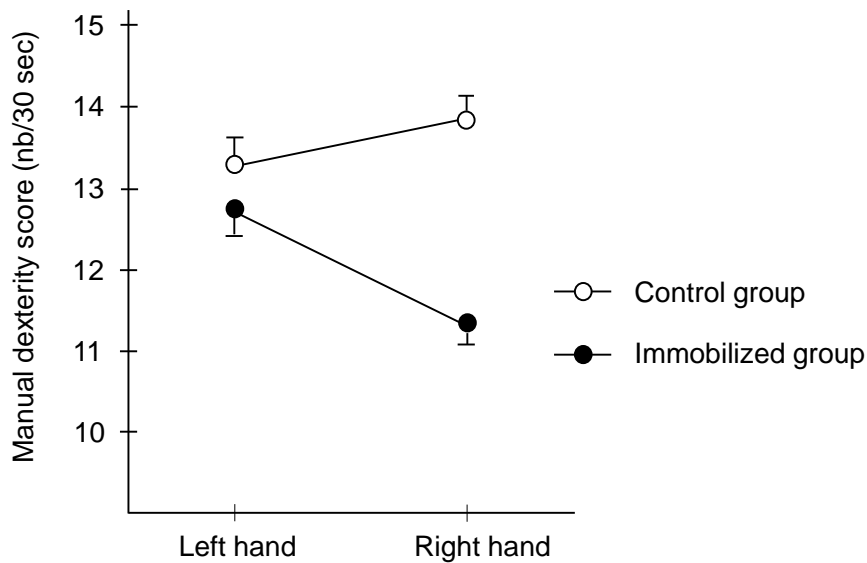 Manual dexterity score (nb/30 sec)
15
14
13
12
11
10
Left hand
Right hand
Control group
Immobilized group